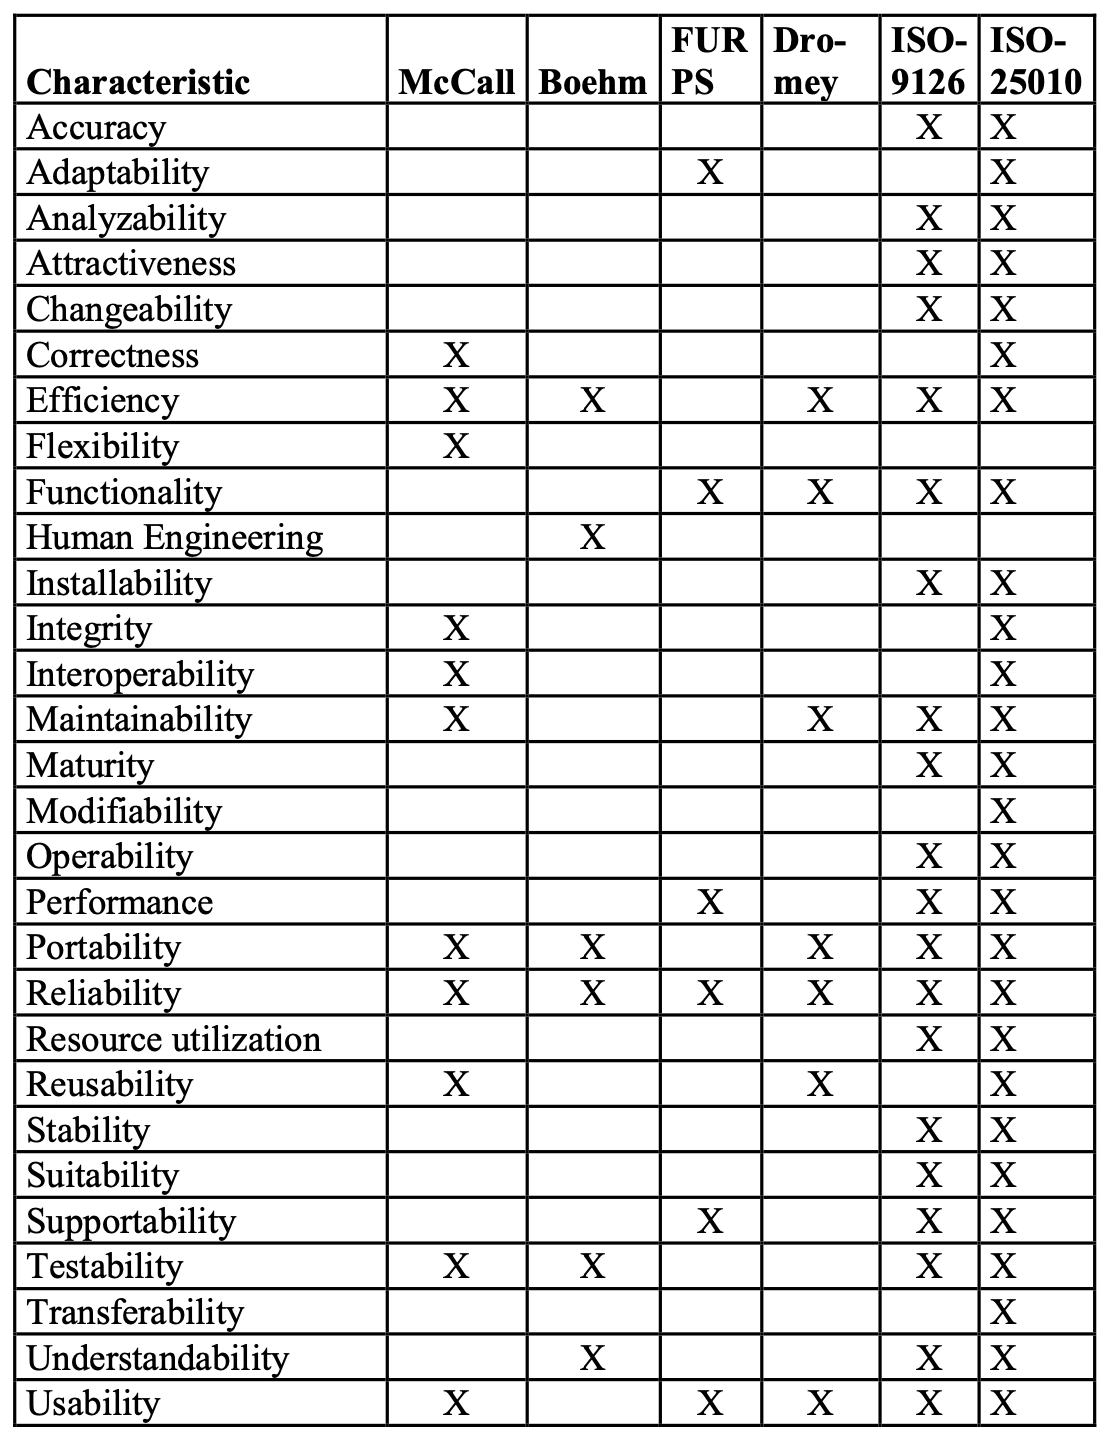 Characteristic McCall Boehm FUR PS Dro- mey ISO- 9126 ISO- 25010
Accuracy X X
Adaptability X X
Analyzability X X
Attractiveness X X
Changeability X X
Correctness X X
Efficiency X X X X X
Flexibility X
Functionality X X X X
Human Engineering X
Installability X X
Integrity X X
Interoperability X X
Maintainability X X X X
Maturity X X
Modifiability X
Operability X X
Performance X X X
Portability X X X X X
Reliability X X X X X X
Resource utilization X X
Reusability X X X
Stability X X
Suitability X X
Supportability X X X
Testability X X X X
Transferability X
Understandability X X X
Usability X X X X X